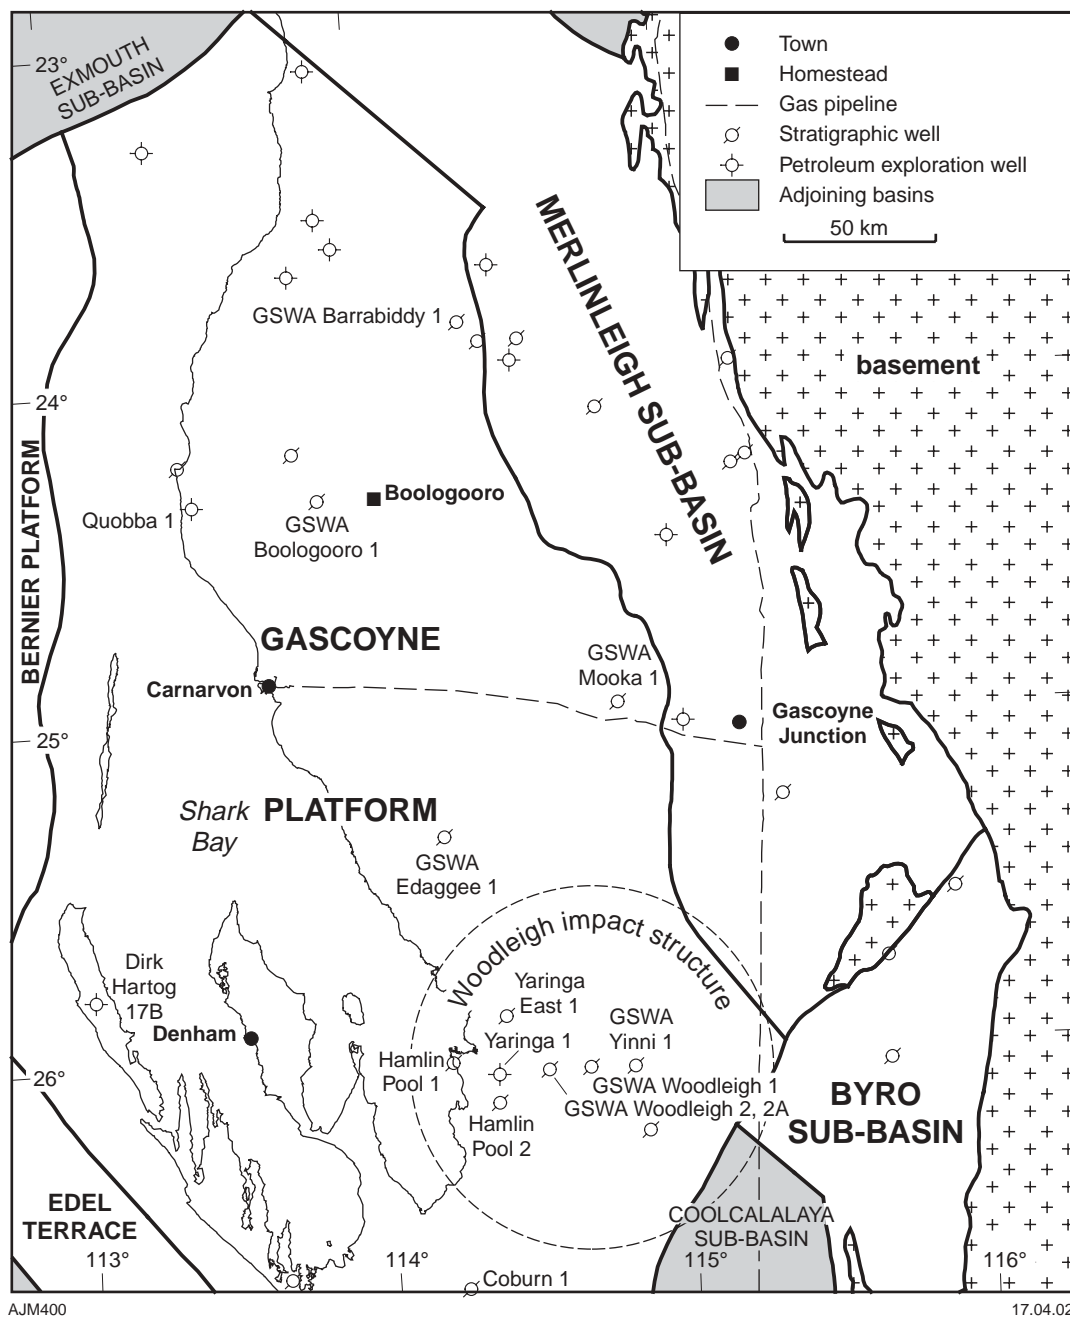 23°
EXMOUTH
SUB-BASIN
Town
Homestead
Gas pipeline
Stratigraphic well
Petroleum exploration well
Adjoining basins
50 km
MERLINLEIGH SUB-BASIN
GSWA Barrabiddy 1
basement
24°
BERNIER PLATFORM
Boologooro
Quobba 1
GSWA
Boologooro 1
GASCOYNE
GSWA
Mooka 1
Carnarvon
Gascoyne
Junction
25°
Shark
Bay
PLATFORM
GSWA
Edaggee 1
Woodleigh impact structure
Dirk
Hartog
17B
Yaringa
East 1
GSWA
Yinni 1
Denham
Yaringa 1
Hamlin
Pool 1
26°
GSWA Woodleigh 1
GSWA Woodleigh 2, 2A
BYRO
SUB-BASIN
Hamlin
Pool 2
EDEL
TERRACE
COOLCALALAYA
SUB-BASIN
113°
114°
115°
116°
Coburn 1
AJM400
17.04.02